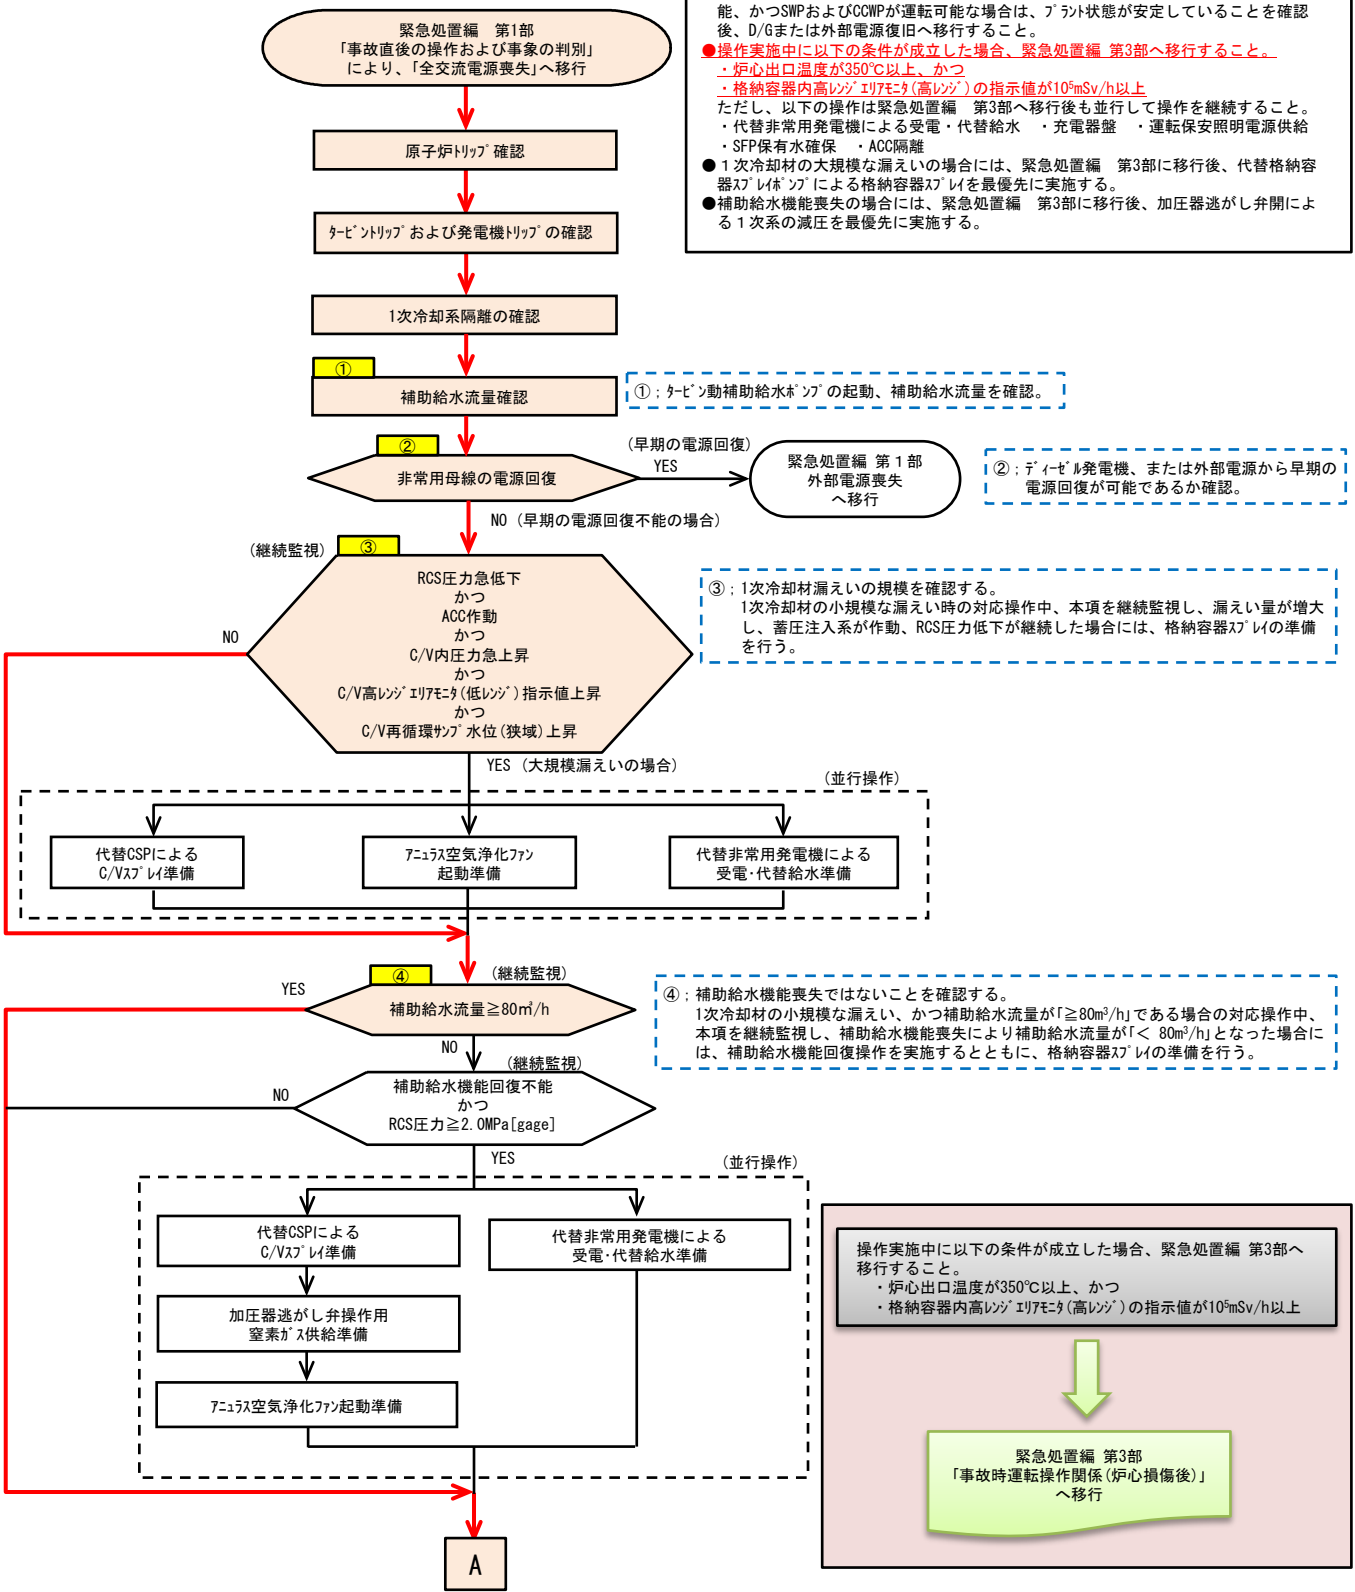 能、かつSWPおよびCCWPが運転可能な場合は、ﾌﾟﾗﾝﾄ状態が安定していることを確認
後、D/Gまたは外部電源復旧へ移行すること。
●操作実施中に以下の条件が成立した場合、緊急処置編 第3部へ移行すること。
・炉心出口温度が350℃以上、かつ
・格納容器内高ﾚﾝｼﾞｴﾘｱﾓﾆﾀ(高ﾚﾝｼﾞ)の指示値が10⁵mSv/h以上
ただし、以下の操作は緊急処置編 第3部へ移行後も並行して操作を継続すること。
・代替非常用発電機による受電・代替給水 ・充電器盤 ・運転保安照明電源供給
・SFP保有水確保 ・ACC隔離
●１次冷却材の大規模な漏えいの場合には、緊急処置編 第3部に移行後、代替格納容
器ｽﾌﾟﾚｲﾎﾟﾝﾌﾟによる格納容器ｽﾌﾟﾚｲを最優先に実施する。
●補助給水機能喪失の場合には、緊急処置編 第3部に移行後、加圧器逃がし弁開によ
る１次系の減圧を最優先に実施する。
緊急処置編 第1部
「事故直後の操作および事象の判別」
により、「全交流電源喪失」へ移行
原子炉ﾄﾘｯﾌﾟ確認
ﾀｰﾋﾞﾝﾄﾘｯﾌﾟおよび発電機ﾄﾘｯﾌﾟの確認
1次冷却系隔離の確認
①
補助給水流量確認
①；ﾀｰﾋﾞﾝ動補助給水ﾎﾟﾝﾌﾟの起動、補助給水流量を確認。
②
非常用母線の電源回復
(早期の電源回復)
YES
緊急処置編 第１部
外部電源喪失
へ移行
②；ﾃﾞｨｰｾﾞﾙ発電機、または外部電源から早期の
電源回復が可能であるか確認。
NO (早期の電源回復不能の場合)
(継続監視)
③
RCS圧力急低下
かつ
ACC作動
かつ
C/V内圧力急上昇
かつ
C/V高ﾚﾝｼﾞｴﾘｱﾓﾆﾀ(低ﾚﾝｼﾞ)指示値上昇
かつ
C/V再循環ｻﾝﾌﾟ水位(狭域)上昇
NO
③；1次冷却材漏えいの規模を確認する。
1次冷却材の小規模な漏えい時の対応操作中、本項を継続監視し、漏えい量が増大
し、蓄圧注入系が作動、RCS圧力低下が継続した場合には、格納容器ｽﾌﾟﾚｲの準備
を行う。
YES (大規模漏えいの場合)
(並行操作)
代替CSPによる
C/Vｽﾌﾟﾚｲ準備
ｱﾆｭﾗｽ空気浄化ﾌｧﾝ
起動準備
代替非常用発電機による
受電･代替給水準備
④
(継続監視)
YES
補助給水流量≧80㎥/h
④；補助給水機能喪失ではないことを確認する。
1次冷却材の小規模な漏えい、かつ補助給水流量が｢≧80m³/h｣である場合の対応操作中、
本項を継続監視し、補助給水機能喪失により補助給水流量が｢＜ 80m³/h｣となった場合に
は、補助給水機能回復操作を実施するとともに、格納容器ｽﾌﾟﾚｲの準備を行う。
NO
(継続監視)
NO
補助給水機能回復不能
かつ
RCS圧力≧2.0MPa[gage]
YES
(並行操作)
代替CSPによる
C/Vｽﾌﾟﾚｲ準備
代替非常用発電機による
受電･代替給水準備
加圧器逃がし弁操作用
窒素ｶﾞｽ供給準備
ｱﾆｭﾗｽ空気浄化ﾌｧﾝ起動準備
A
操作実施中に以下の条件が成立した場合、緊急処置編 第3部へ
移行すること。
・炉心出口温度が350℃以上、かつ
・格納容器内高ﾚﾝｼﾞｴﾘｱﾓﾆﾀ(高ﾚﾝｼﾞ)の指示値が10⁵mSv/h以上
緊急処置編 第3部
「事故時運転操作関係(炉心損傷後)」
へ移行